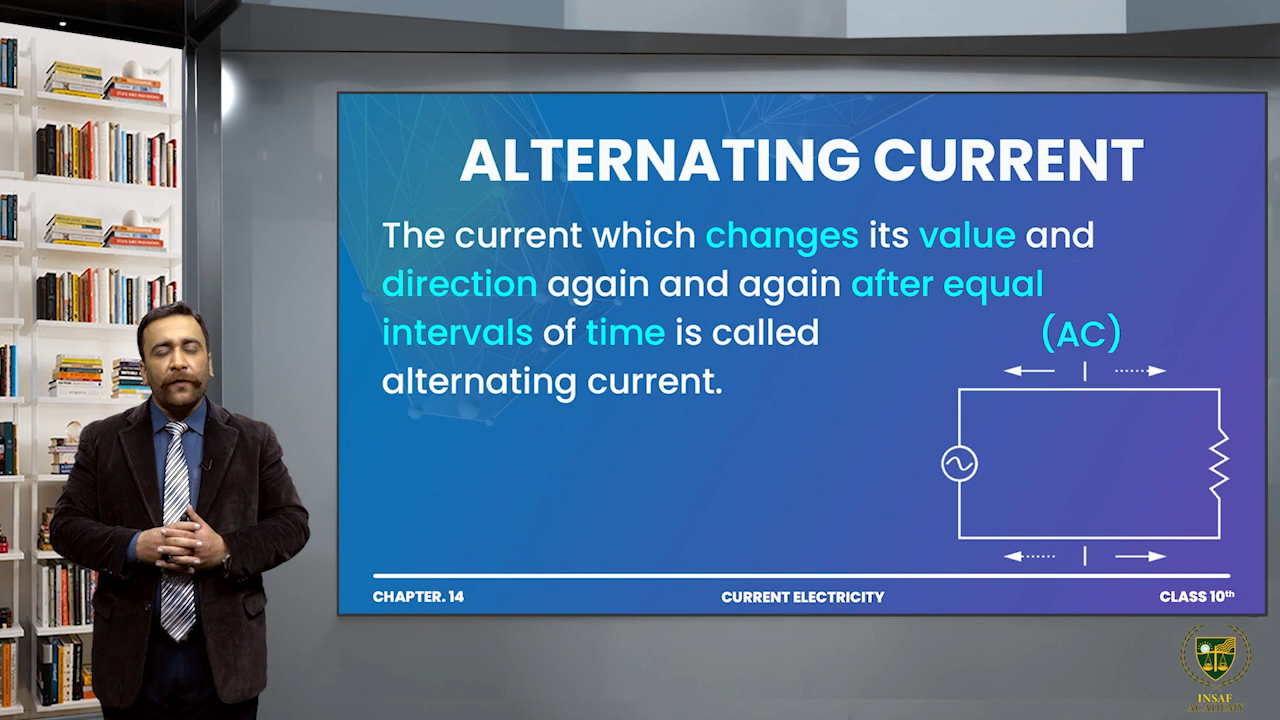 ALTERNATING CURRENT
The current which changes its value and
direction again and again after equal
intervals of time is called
alternating current.
(AC)
CHAPTER. 14
CURRENT ELECTRICITY
CLASS 10th
INSAF
ACADEMY